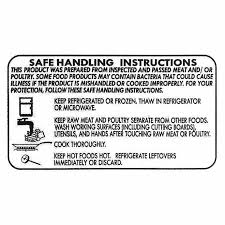 SAFE HANDLING INSTRUCTIONS
THIS PRODUCT WAS PREPARED FROM INSPECTED AND PASSED MEAT AND/ OR
POULTRY. SOME FOOD PRODUCTS MAY CONTAIN BACTERIA THAT COULD CAUSE
ILLNESS IF THE PRODUCT IS MISHANDLED OR COOKED IMPROPERLY. FOR YOUR
PROTECTION, FOLLOW THESE SAFE HANDLING INSTRUCTIONS.
KEEP REFRIGERATED OR FROZEN, THAW IN REFRIGERATOR
OR MICROWAVE.
KEEP RAW MEAT AND POULTRY SEPARATE FROM OTHER FOODS.
WASH WORKING SURFACES (INCLUDING CUTTING BOARDS),
UTENSILS, AND HANDS AFTER TOUCHING RAW MEAT OR POULTRY.
COOK THOROUGHLY.
KEEP HOT FOODS HOT. REFRIGERATE LEFTOVERS
IMMEDIATELY OR DISCARD.